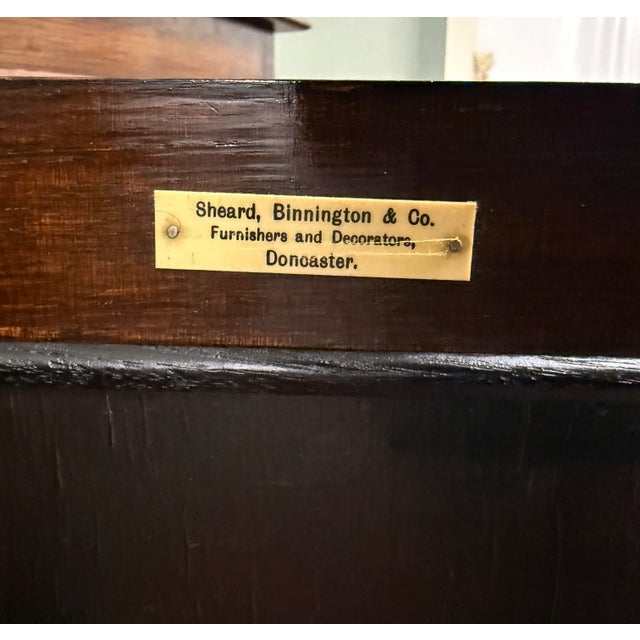 Sheard, Binnington & Co.
Furnishers and Decorators,
Doncaster.